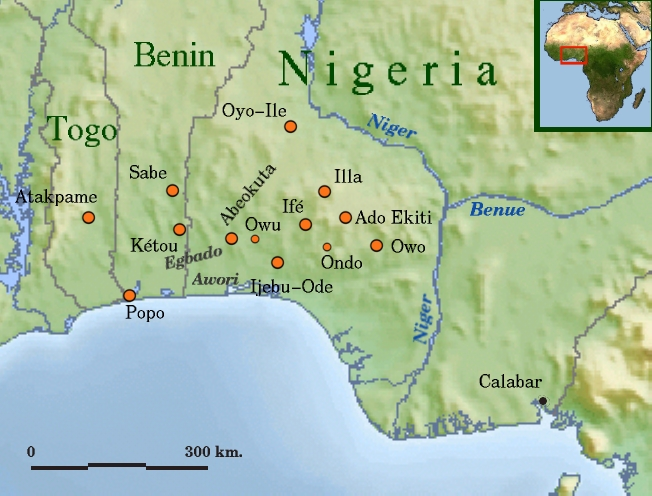 Benin
Nigeria
Togo
Oyo-Ile
Niger
Sabe
Illa
Abeokuta
Atakpame
Ifé
Ado Ekiti
Benue
Owu
Kétou
Owo
Egbado
Ondo
Awori
Ijebu-Ode
Popo
Niger
Calabar
0 300 km.